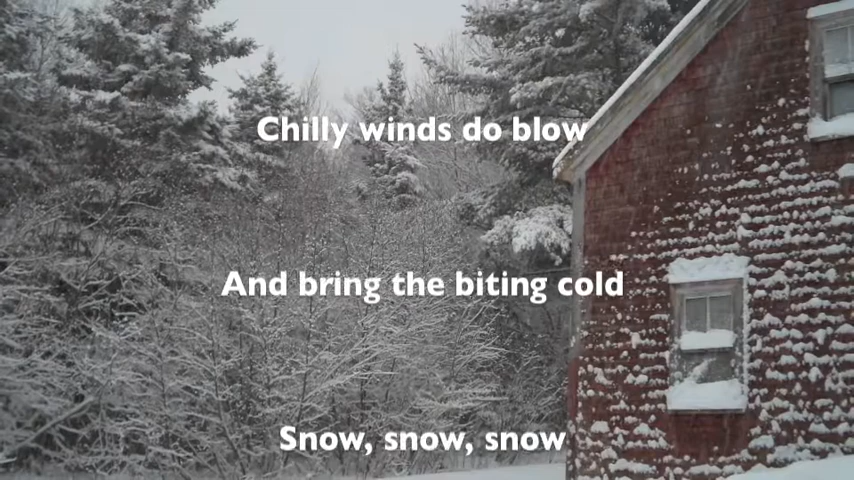 Chilly winds do blow
And bring the biting cold
Snow, snow, snow